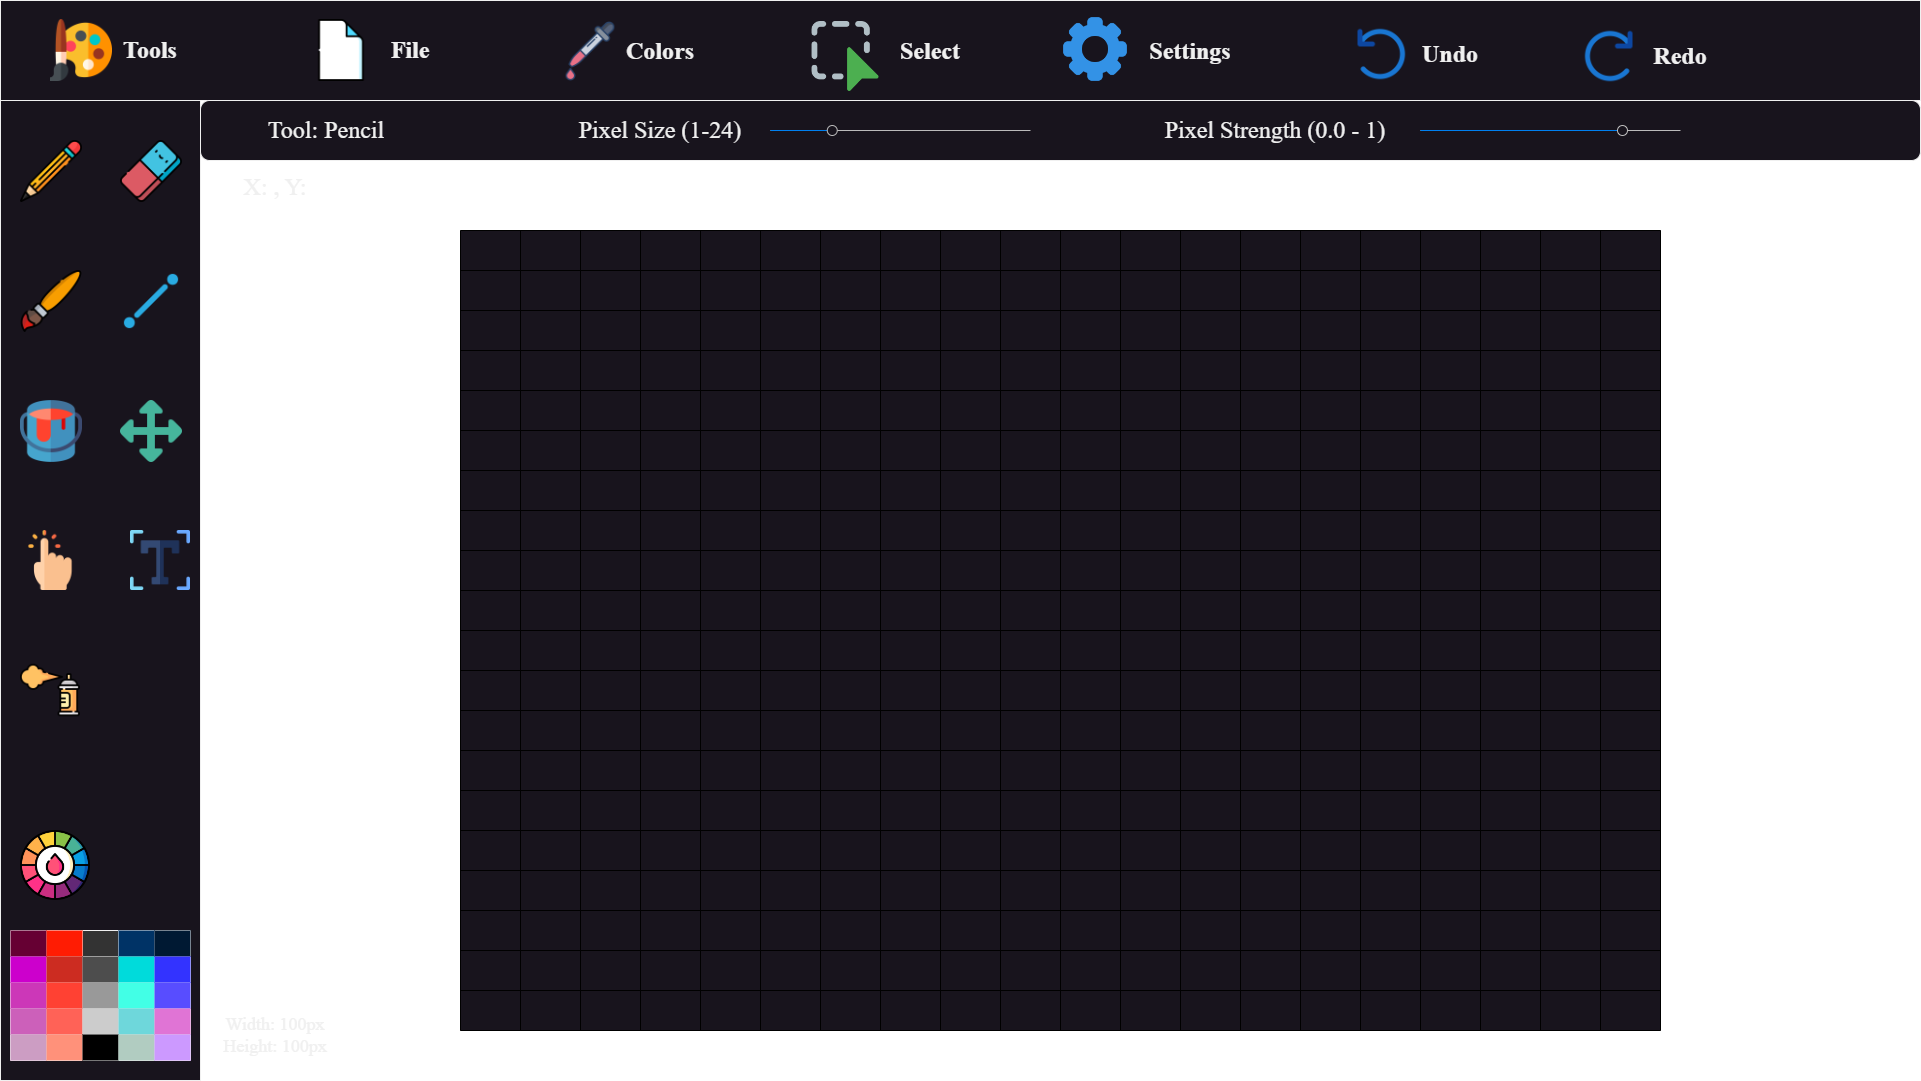 Tools File Colors Select Settings Undo Redo
Tool: Pencil Pixel Size (1-24) Pixel Strength (0.0 - 1)
X: , Y:
T
Width: 100px
Height: 100px